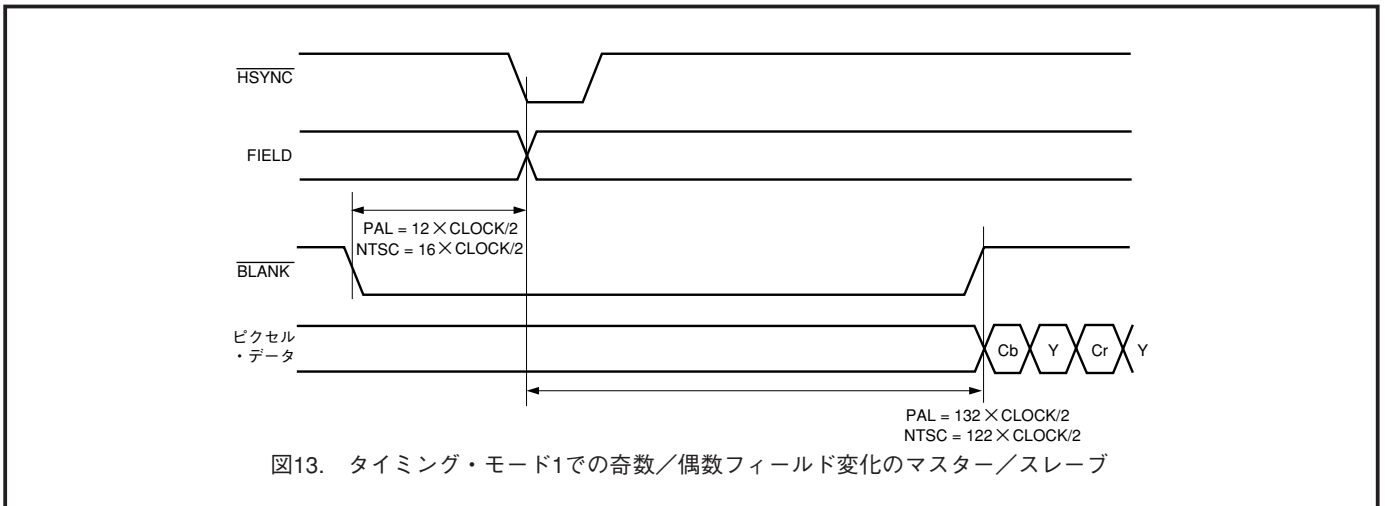 HSYNC
FIELD
PAL = 12×CLOCK/2
NTSC = 16×CLOCK/2
BLANK
ピクセル
・データ
Cb Y Cr Y
PAL = 132×CLOCK/2
NTSC = 122×CLOCK/2
図13. タイミング・モード1での奇数／偶数フィールド変化のマスター／スレーブ